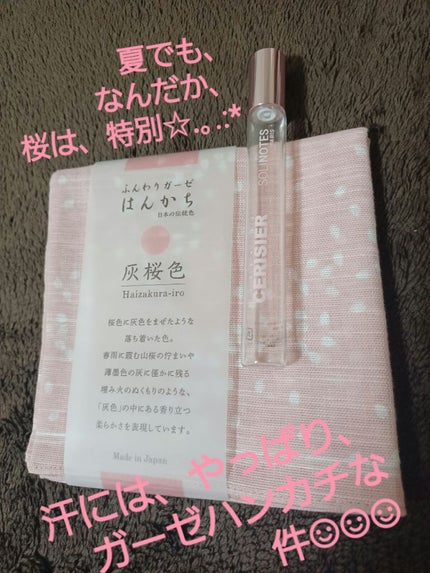 夏でも、
なんだか、
桜は、特別☆.｡.:*
ふんわりガーゼ
はんかち
日本の伝統色
灰桜色
Haizakura-iro
桜色に灰色をまぜたような
落ち着いた色。
春雨に霞む山桜の佇まいや
薄墨色の灰に僅かに残る
埋み火のぬくもりのような、
「灰色」の中にある香り立つ
柔らかさを表現しています。
Made in Japan
CERISIER
SOLINOTES
汗には、やっぱり、
ガーゼハンカチな
件☺☺☺